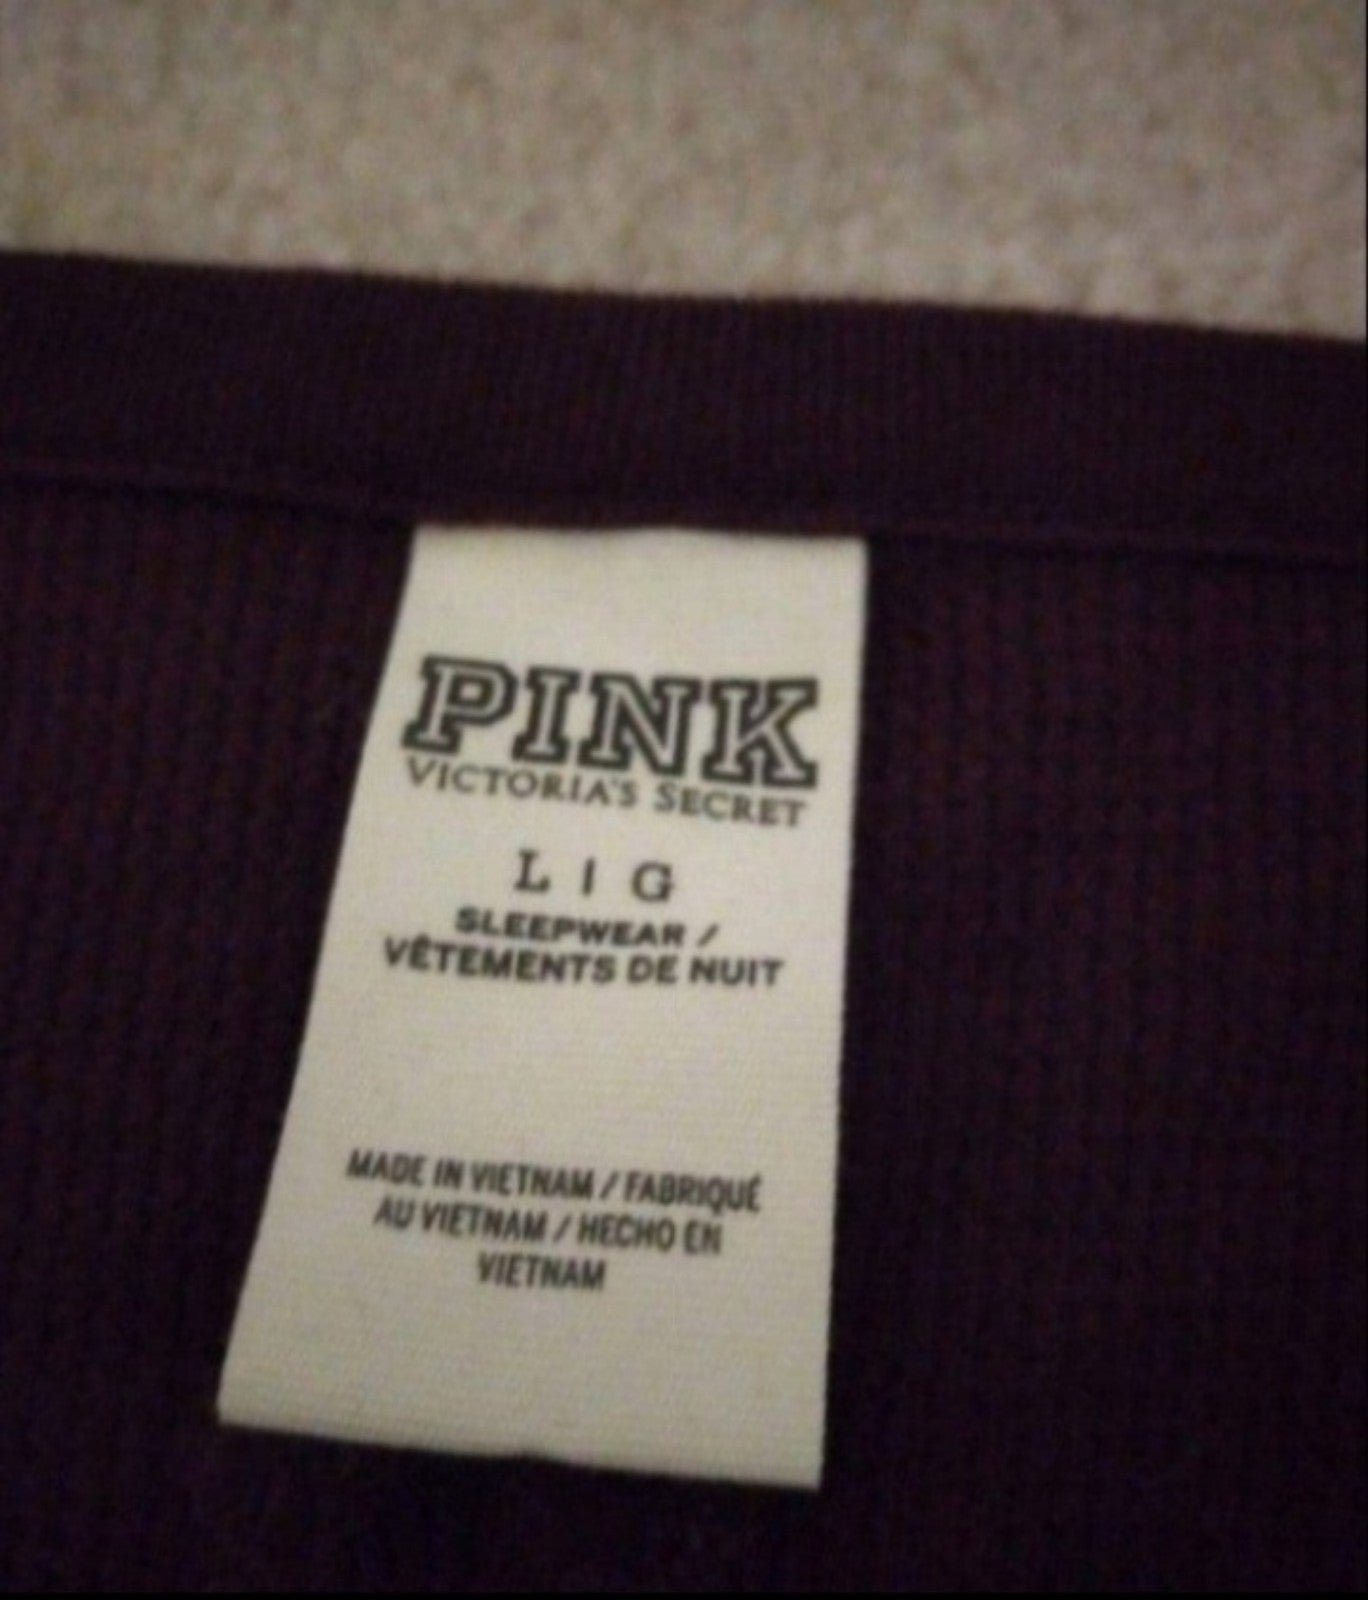 PINK
VICTORIA'S SECRET
L | G
SLEEPWEAR /
VÊTEMENTS DE NUIT
MADE IN VIETNAM / FABRIQUÉ
AU VIETNAM / HECHO EN
VIETNAM